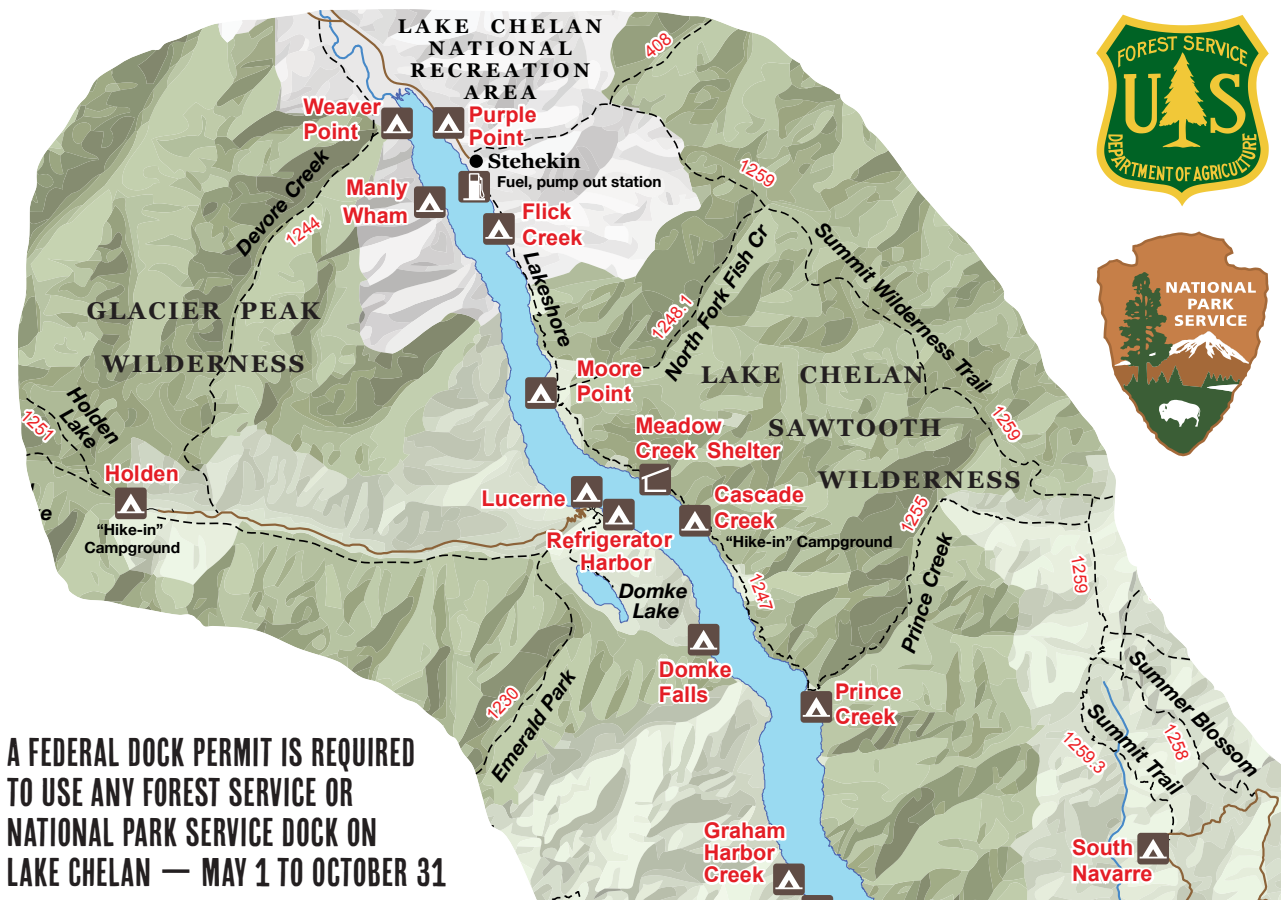 LAKE CHELAN
NATIONAL
RECREATION
AREA
408
FOREST SERVICE
US
DEPARTMENT OF AGRICULTURE
Weaver
Point
Purple
Point
Stehekin
Fuel, pump out station
1259
Manly
Wham
Flick
Creek
Devore Creek
1244
Lakeshore
North Fork Fish Cr
1248.1
Summit Wilderness Trail
NATIONAL
PARK
SERVICE
GLACIER PEAK
WILDERNESS
Moore
Point
LAKE CHELAN
SAWTOOTH
WILDERNESS
1259
Holden
Lake
1251
Meadow
Creek Shelter
Holden
"Hike-in"
Campground
ke
Lucerne
Refrigerator
Harbor
Cascade
Creek
"Hike-in" Campground
1255
Prince Creek
1247
1259
Domke
Lake
Domke
Falls
Prince
Creek
1230
Emerald Park
Summer Blossom
1258
Summit Trail
1259.3
A FEDERAL DOCK PERMIT IS REQUIRED
TO USE ANY FOREST SERVICE OR
NATIONAL PARK SERVICE DOCK ON
LAKE CHELAN — MAY 1 TO OCTOBER 31
Graham
Harbor
Creek
South
Navarre